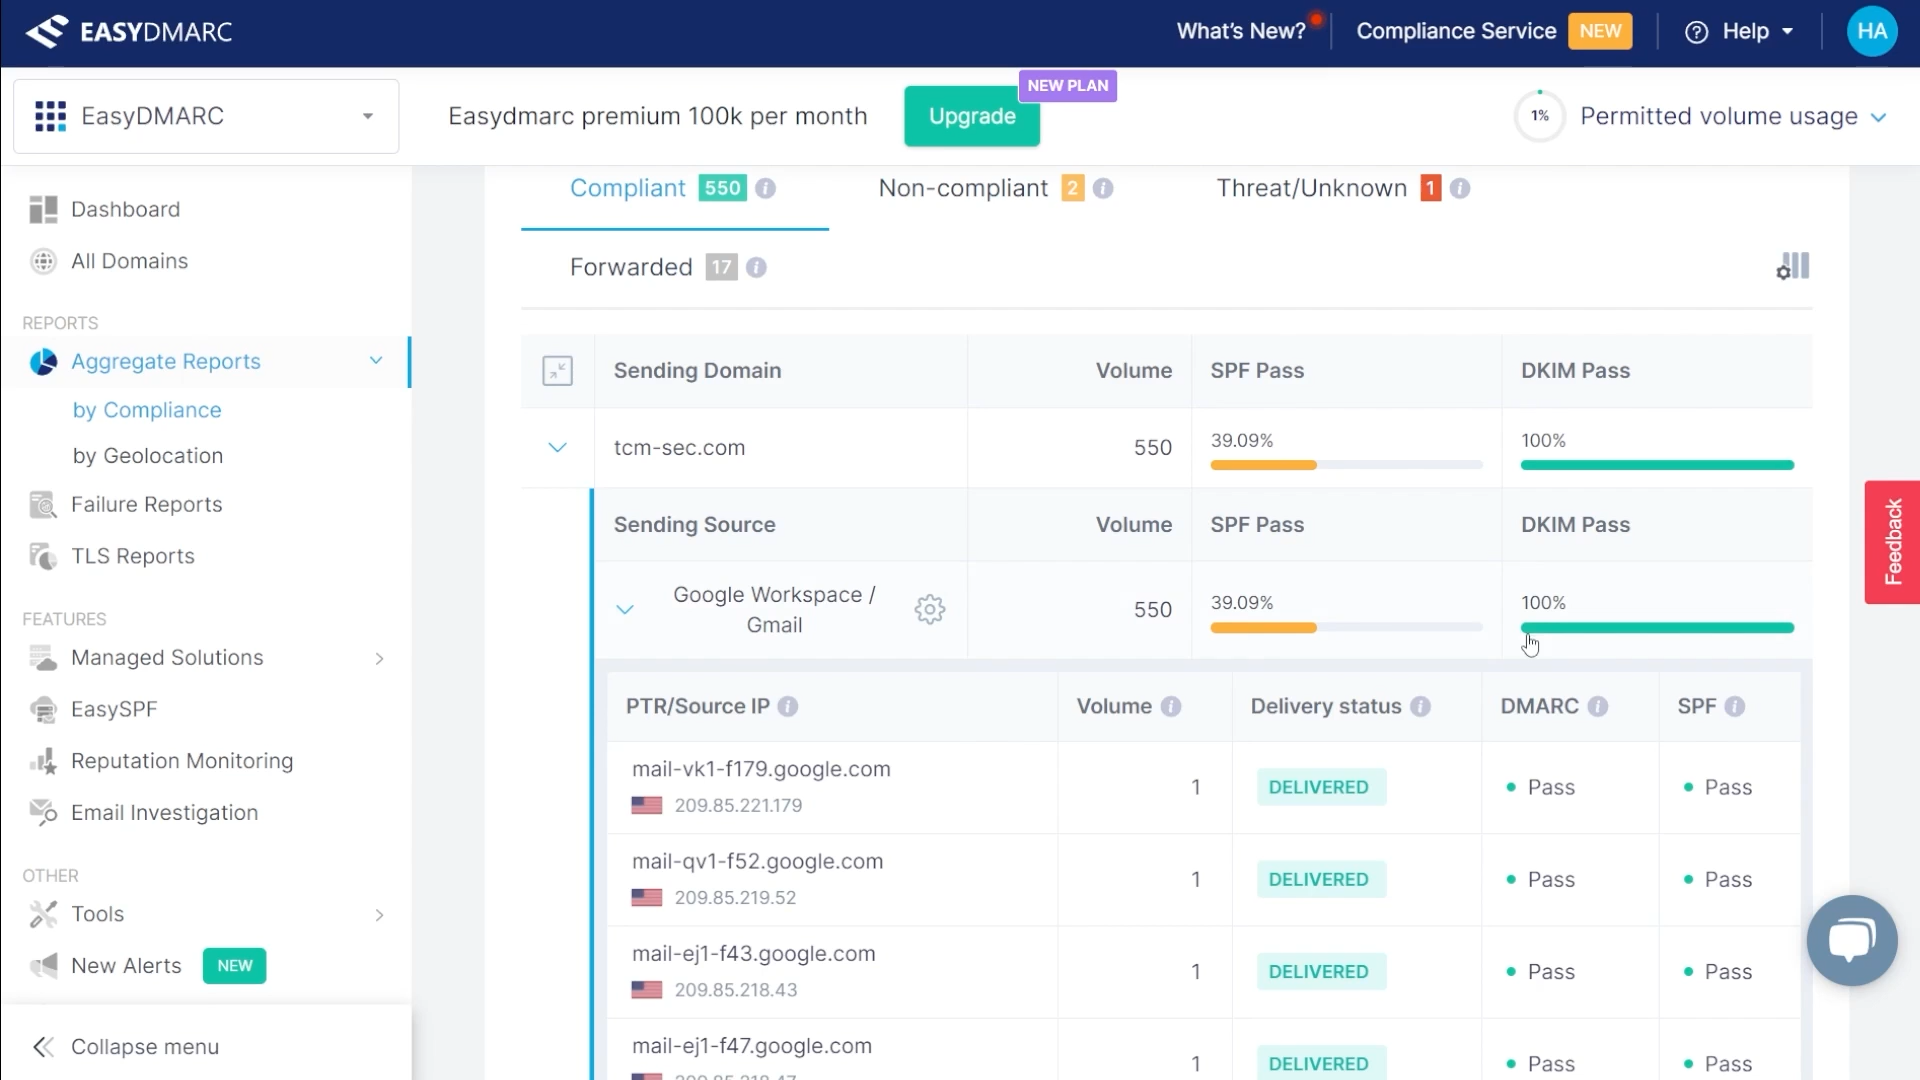 EASYDMARC
What's New?
Compliance Service NEW
Help
HA
EasyDMARC
Easydmarc premium 100k per month
Upgrade
NEW PLAN
1%
Permitted volume usage
Dashboard
All Domains
REPORTS
Aggregate Reports
by Compliance
by Geolocation
Failure Reports
TLS Reports
FEATURES
Managed Solutions
EasySPF
Reputation Monitoring
Email Investigation
OTHER
Tools
New Alerts NEW
Collapse menu
Compliant 550
Non-compliant 2
Threat/Unknown 1
Forwarded 17
Sending Domain Volume SPF Pass DKIM Pass
tcm-sec.com 550 39.09% 100%
Sending Source Volume SPF Pass DKIM Pass
Google Workspace /
Gmail
550 39.09% 100%
PTR/Source IP Volume Delivery status DMARC SPF
mail-vk1-f179.google.com
209.85.221.179
1 DELIVERED Pass Pass
mail-qv1-f52.google.com
209.85.219.52
1 DELIVERED Pass Pass
mail-ej1-f43.google.com
209.85.218.43
1 DELIVERED Pass Pass
mail-ej1-f47.google.com
209.85.218.47
1 DELIVERED Pass Pass
Feedback